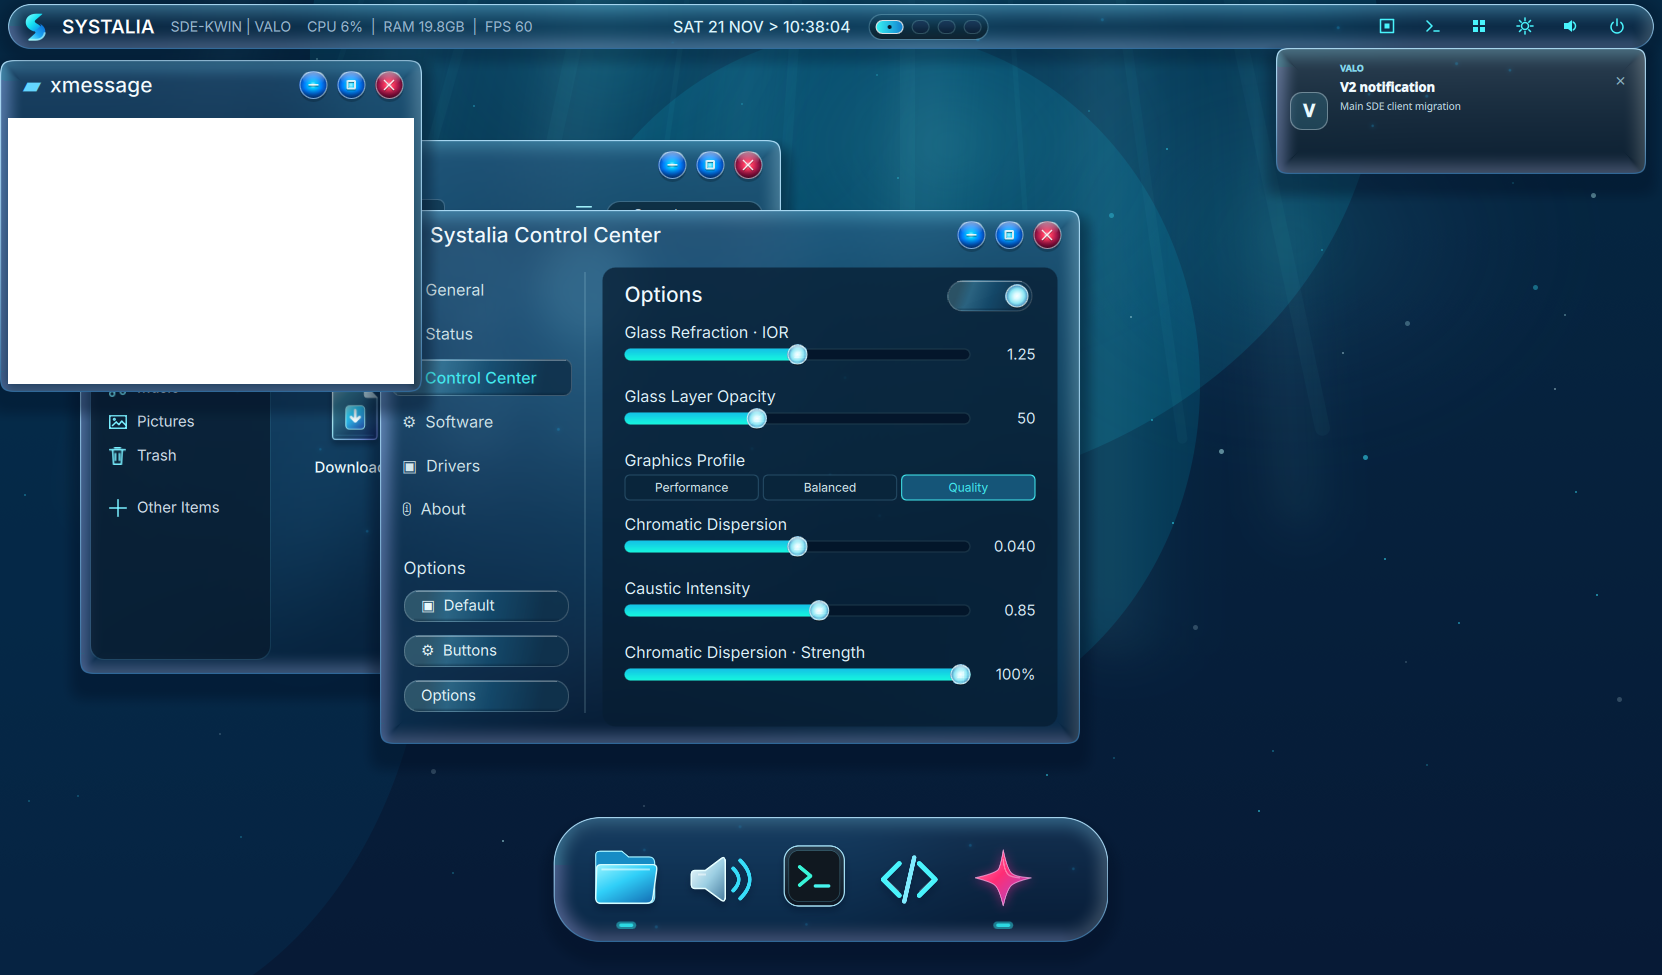 SYSTALIA SDE-KWIN | VALO CPU 6% | RAM 19.8GB | FPS 60 SAT 21 NOV > 10:38:04
xmessage
VALO
V2 notification
Main SDE client migration
V
Pictures
Trash
Other Items
Systalia Control Center
General
Status
Control Center
Software
Drivers
About
Options
Default
Buttons
Options
Options
Glass Refraction · IOR
1.25
Glass Layer Opacity
50
Graphics Profile
Performance Balanced Quality
Chromatic Dispersion
0.040
Caustic Intensity
0.85
Chromatic Dispersion · Strength
100%